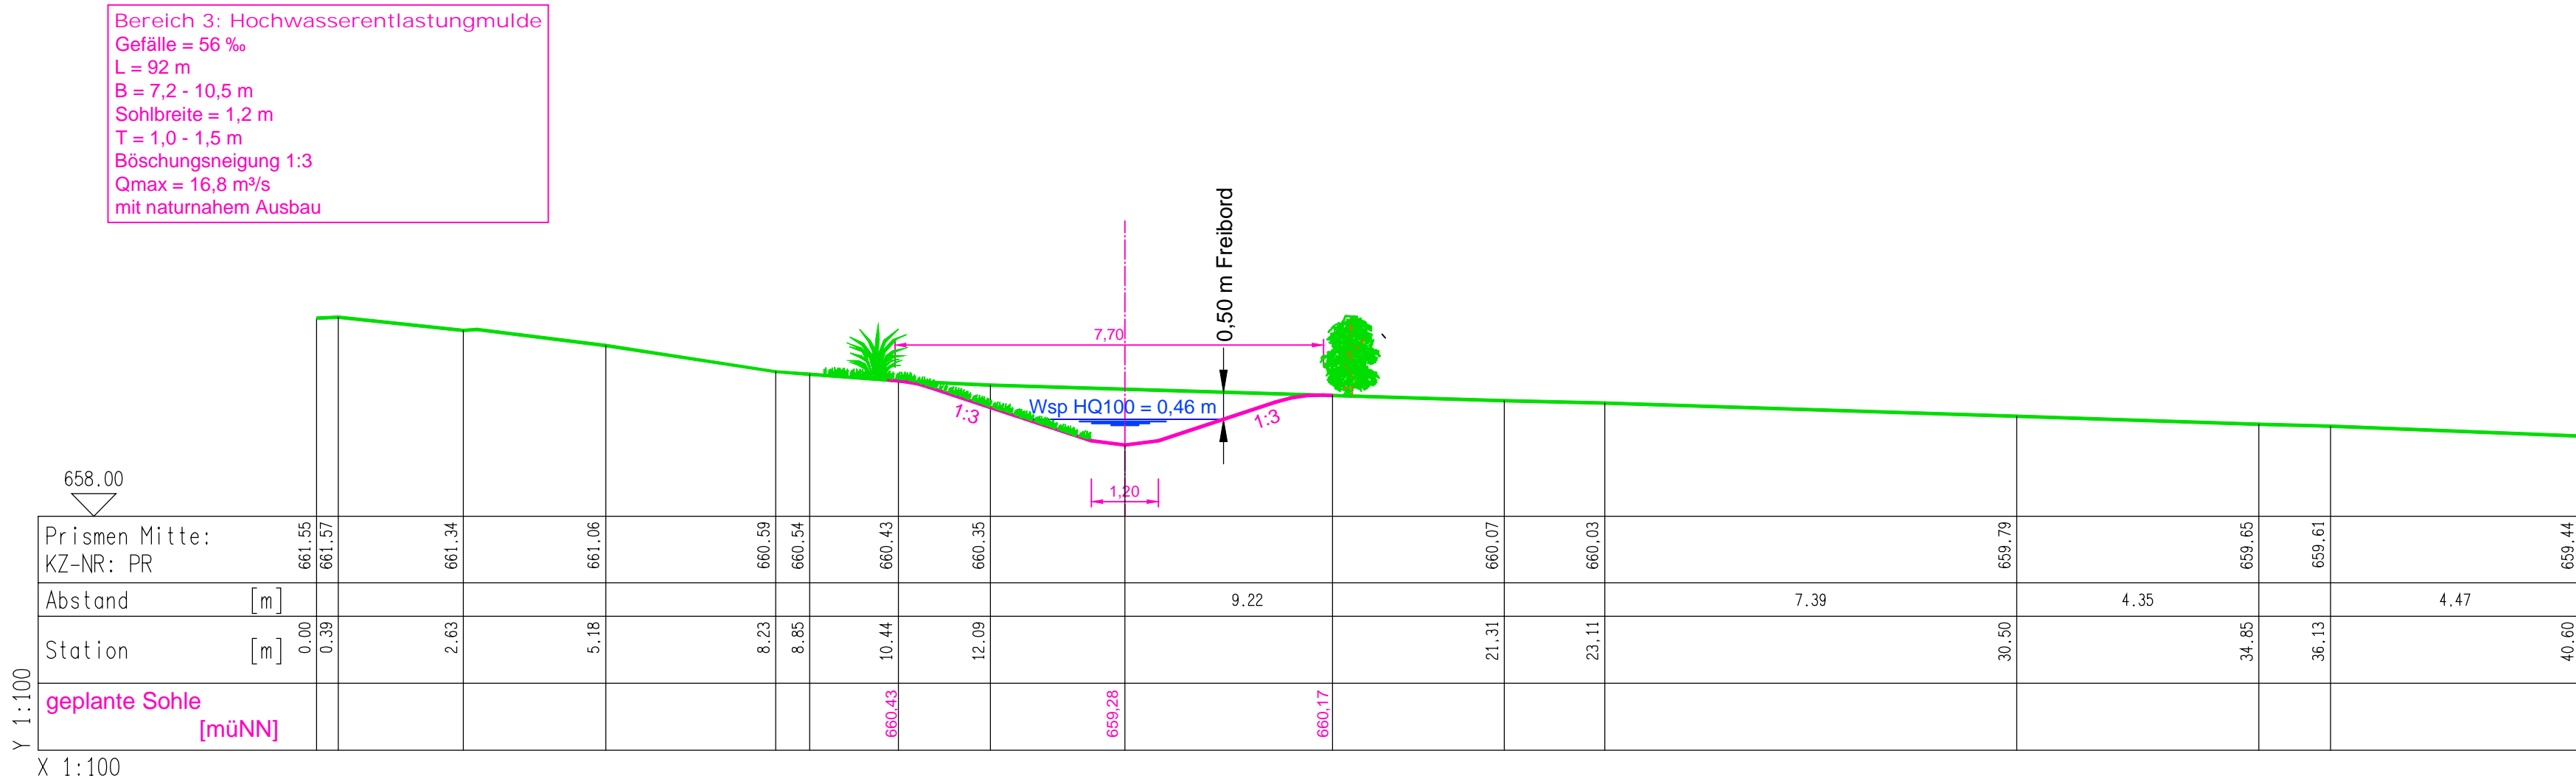 Bereich 3: Hochwasserentlastungmulde
Gefälle = 56 ‰
L = 92 m
B = 7,2 - 10,5 m
Sohlbreite = 1,2 m
T = 1,0 - 1,5 m
Böschungsneigung 1:3
Qmax = 16,8 m³/s
mit naturnahem Ausbau
0,50 m Freibord
7,70
1:3
Wsp HQ100 = 0,46 m
1:3
1,20
658.00
Prismen Mitte:
KZ-NR: PR
661.55 661.57 661.34 661.06 660.59 660.54 660.43 660.35 660.07 660.03 659.79 659.65 659.61 659.44
Abstand [m] 9.22 7.39 4.35 4.47
Station [m] 0.00 0.39 2.63 5.18 8.23 8.85 10.44 12.09 21.31 23.11 30.50 34.85 36.13 40.60
geplante Sohle
[müNN]
660,43 659,28 660,17
Y 1:100
X 1:100